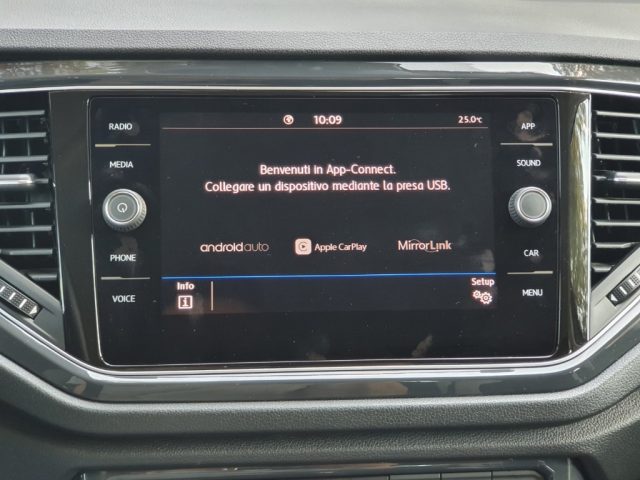 RADIO
MEDIA
PHONE
VOICE
10:09
25.0°C
Benvenuti in App-Connect.
Collegare un dispositivo mediante la presa USB.
androidauto
Apple CarPlay
MirrorLink
Info
Setup
APP
SOUND
CAR
MENU